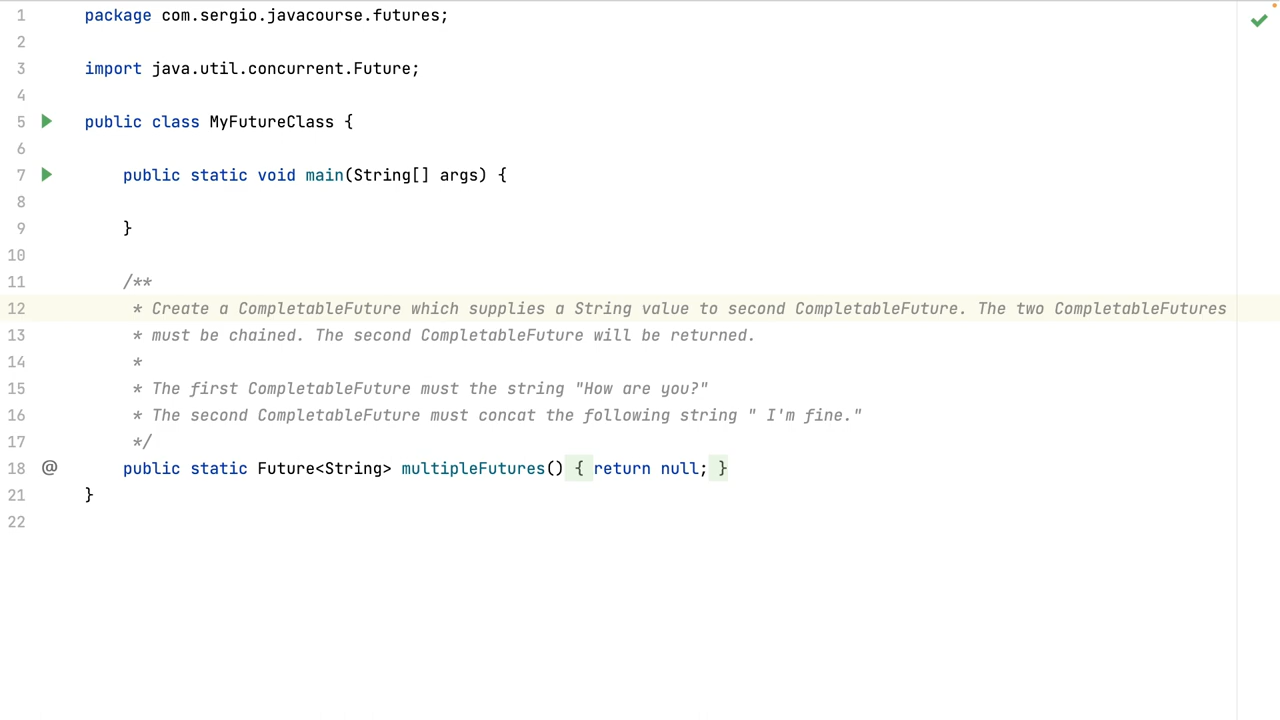 1 package com.sergio.javacourse.futures;
2
3 import java.util.concurrent.Future;
4
5 public class MyFutureClass {
6
7 public static void main(String[] args) {
8
9 }
10
11 /**
12 * Create a CompletableFuture which supplies a String value to second CompletableFuture. The two CompletableFutures
13 * must be chained. The second CompletableFuture will be returned.
14 *
15 * The first CompletableFuture must the string "How are you?"
16 * The second CompletableFuture must concat the following string " I'm fine."
17 */
18 @ public static Future<String> multipleFutures() { return null; }
21 }
22